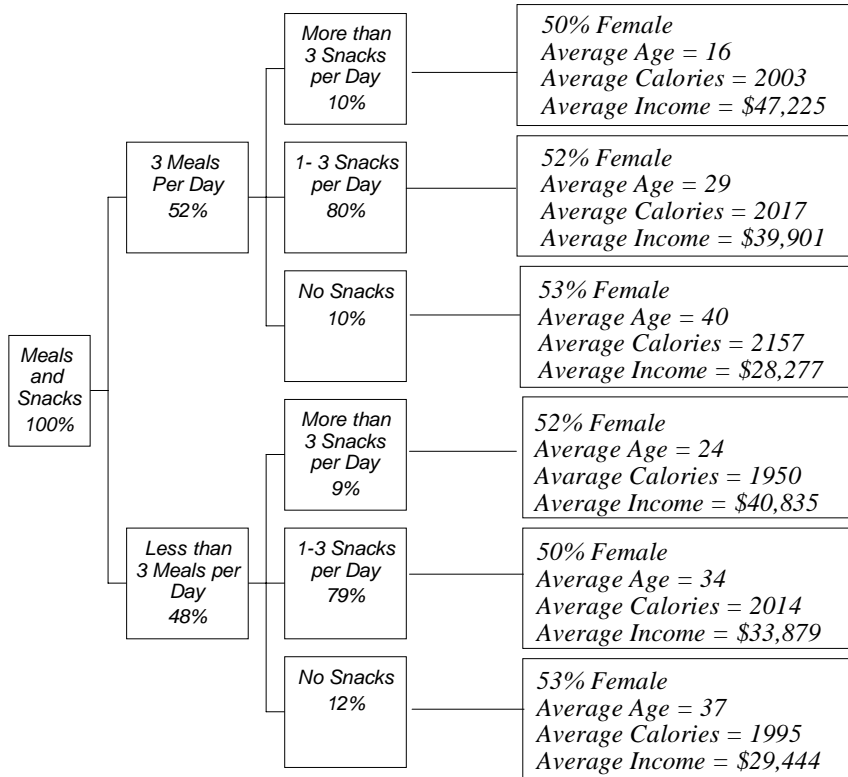 Meals
and
Snacks
100%
3 Meals
Per Day
52%
More than
3 Snacks
per Day
10%
50% Female
Average Age = 16
Average Calories = 2003
Average Income = $47,225
1- 3 Snacks
per Day
80%
52% Female
Average Age = 29
Average Calories = 2017
Average Income = $39,901
No Snacks
10%
53% Female
Average Age = 40
Average Calories = 2157
Average Income = $28,277
Less than
3 Meals per
Day
48%
More than
3 Snacks
per Day
9%
52% Female
Average Age = 24
Avarage Calories = 1950
Average Income = $40,835
1-3 Snacks
per Day
79%
50% Female
Average Age = 34
Average Calories = 2014
Average Income = $33,879
No Snacks
12%
53% Female
Average Age = 37
Average Calories = 1995
Average Income = $29,444